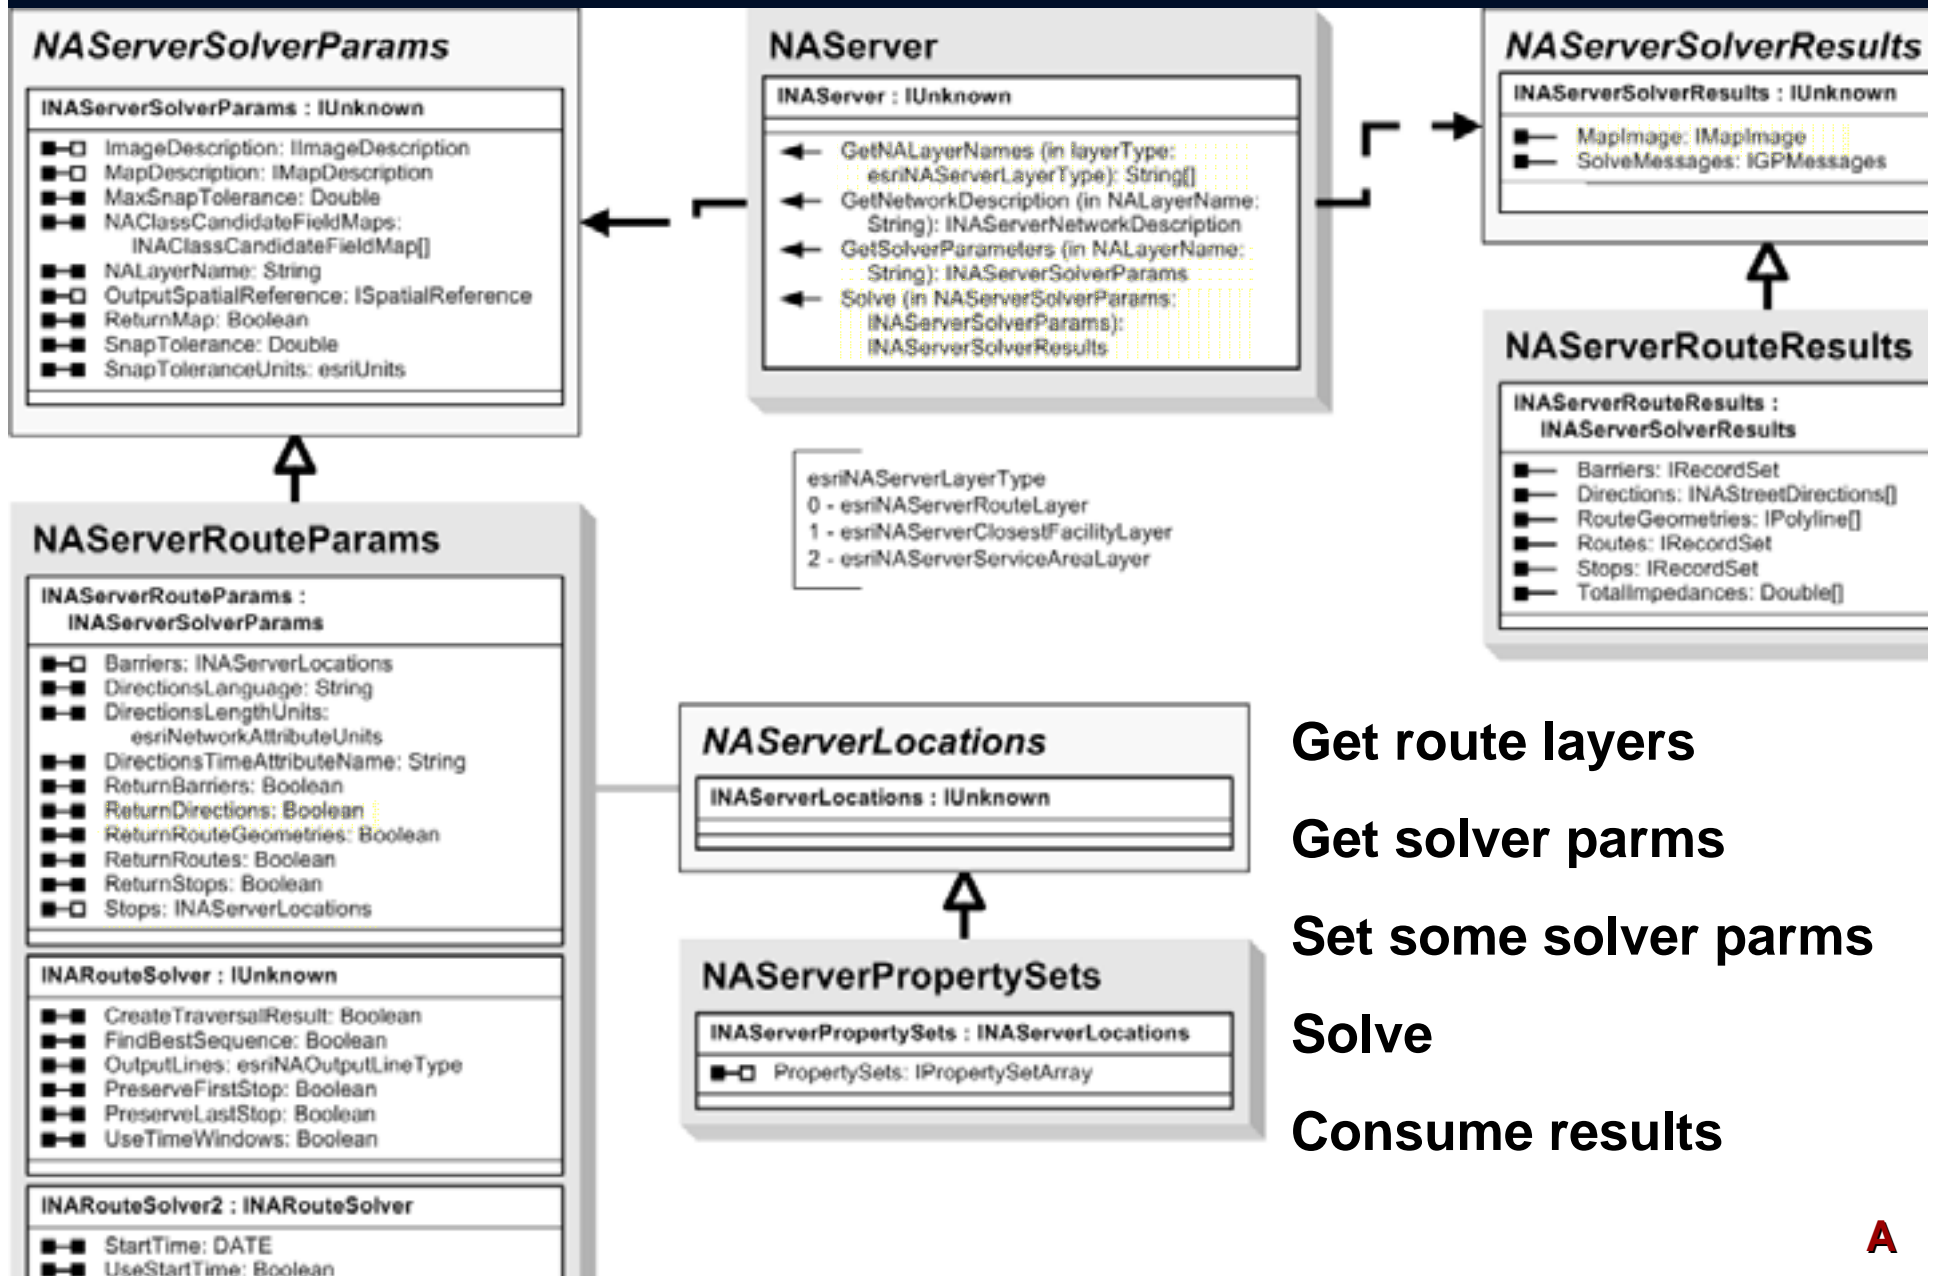 NAServerSolverParams
INAServerSolverParams : IUnknown
ImageDescription: IImageDescription
MapDescription: IMapDescription
MaxSnapTolerance: Double
NAClassCandidateFieldMaps:
INAClassCandidateFieldMap[]
NALayerName: String
OutputSpatialReference: ISpatialReference
ReturnMap: Boolean
SnapTolerance: Double
SnapToleranceUnits: esriUnits
NAServer
INAServer : IUnknown
GetNALayerNames (in layerType:
esriNAServerLayerType): String[]
GetNetworkDescription (in NALayerName:
String): INAServerNetworkDescription
GetSolverParameters (in NALayerName:
String): INAServerSolverParams
Solve (in NAServerSolverParams:
INAServerSolverParams):
INAServerSolverResults
NAServerSolverResults
INAServerSolverResults : IUnknown
MapImage: IMapImage
SolveMessages: IGPMessages
NAServerRouteResults
INAServerRouteResults :
INAServerSolverResults
Barriers: IRecordSet
Directions: INAStreetDirections[]
RouteGeometries: IPolyline[]
Routes: IRecordSet
Stops: IRecordSet
TotalImpedances: Double[]
esriNAServerLayerType
0 - esriNAServerRouteLayer
1 - esriNAServerClosestFacilityLayer
2 - esriNAServerServiceAreaLayer
NAServerRouteParams
INAServerRouteParams :
INAServerSolverParams
Barriers: INAServerLocations
DirectionsLanguage: String
DirectionsLengthUnits:
esriNetworkAttributeUnits
DirectionsTimeAttributeName: String
ReturnBarriers: Boolean
ReturnDirections: Boolean
ReturnRouteGeometries: Boolean
ReturnRoutes: Boolean
ReturnStops: Boolean
Stops: INAServerLocations
INARouteSolver : IUnknown
CreateTraversalResult: Boolean
FindBestSequence: Boolean
OutputLines: esriNAOutputLineType
PreserveFirstStop: Boolean
PreserveLastStop: Boolean
UseTimeWindows: Boolean
INARouteSolver2 : INARouteSolver
StartTime: DATE
UseStartTime: Boolean
NAServerLocations
INAServerLocations : IUnknown
NAServerPropertySets
INAServerPropertySets : INAServerLocations
PropertySets: IPropertySetArray
Get route layers
Get solver parms
Set some solver parms
Solve
Consume results
A